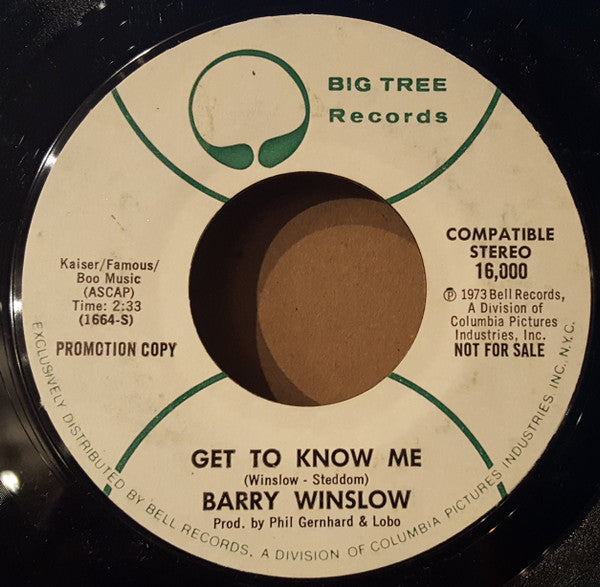 BIG TREE
Records
COMPATIBLE
STEREO
16,000
℗ 1973 Bell Records,
A Division of
Columbia Pictures
Industries, Inc.
NOT FOR SALE
Kaiser/Famous/
Boo Music
(ASCAP)
Time: 2:33
(1664-S)
PROMOTION COPY
GET TO KNOW ME
(Winslow - Steddom)
BARRY WINSLOW
Prod. by Phil Gernhard & Lobo
EXCLUSIVELY DISTRIBUTED BY BELL RECORDS, A DIVISION OF COLUMBIA PICTURES INDUSTRIES, INC. N.Y.C.